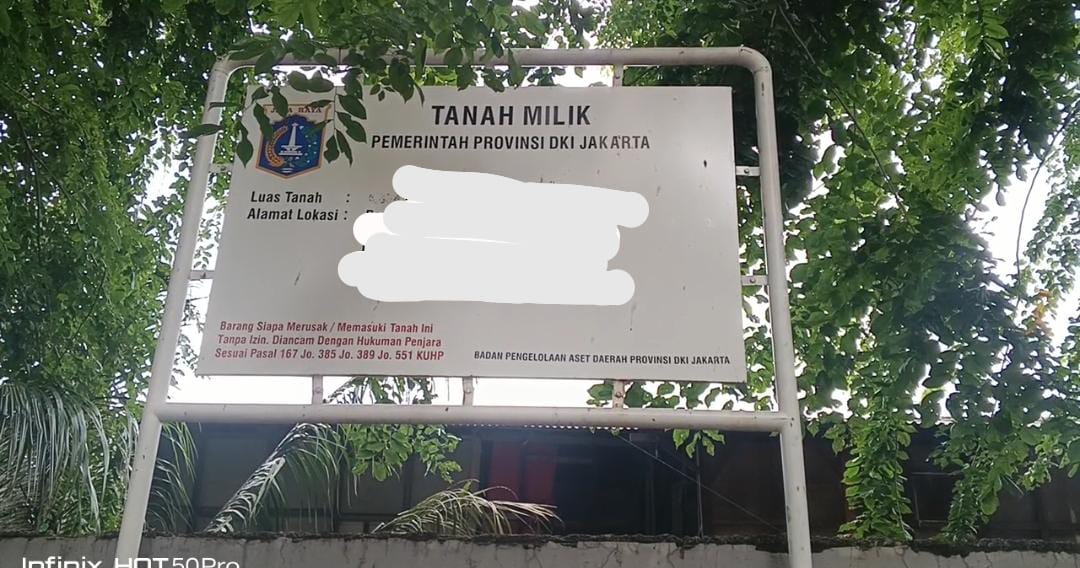 JAYA RAYA
TANAH MILIK
PEMERINTAH PROVINSI DKI JAKARTA
Luas Tanah :
Alamat Lokasi :
Barang Siapa Merusak / Memasuki Tanah Ini
Tanpa Izin. Diancam Dengan Hukuman Penjara
Sesuai Pasal 167 Jo. 385 Jo. 389 Jo. 551 KUHP
BADAN PENGELOLAAN ASET DAERAH PROVINSI DKI JAKARTA
Infinix HOT50Pro